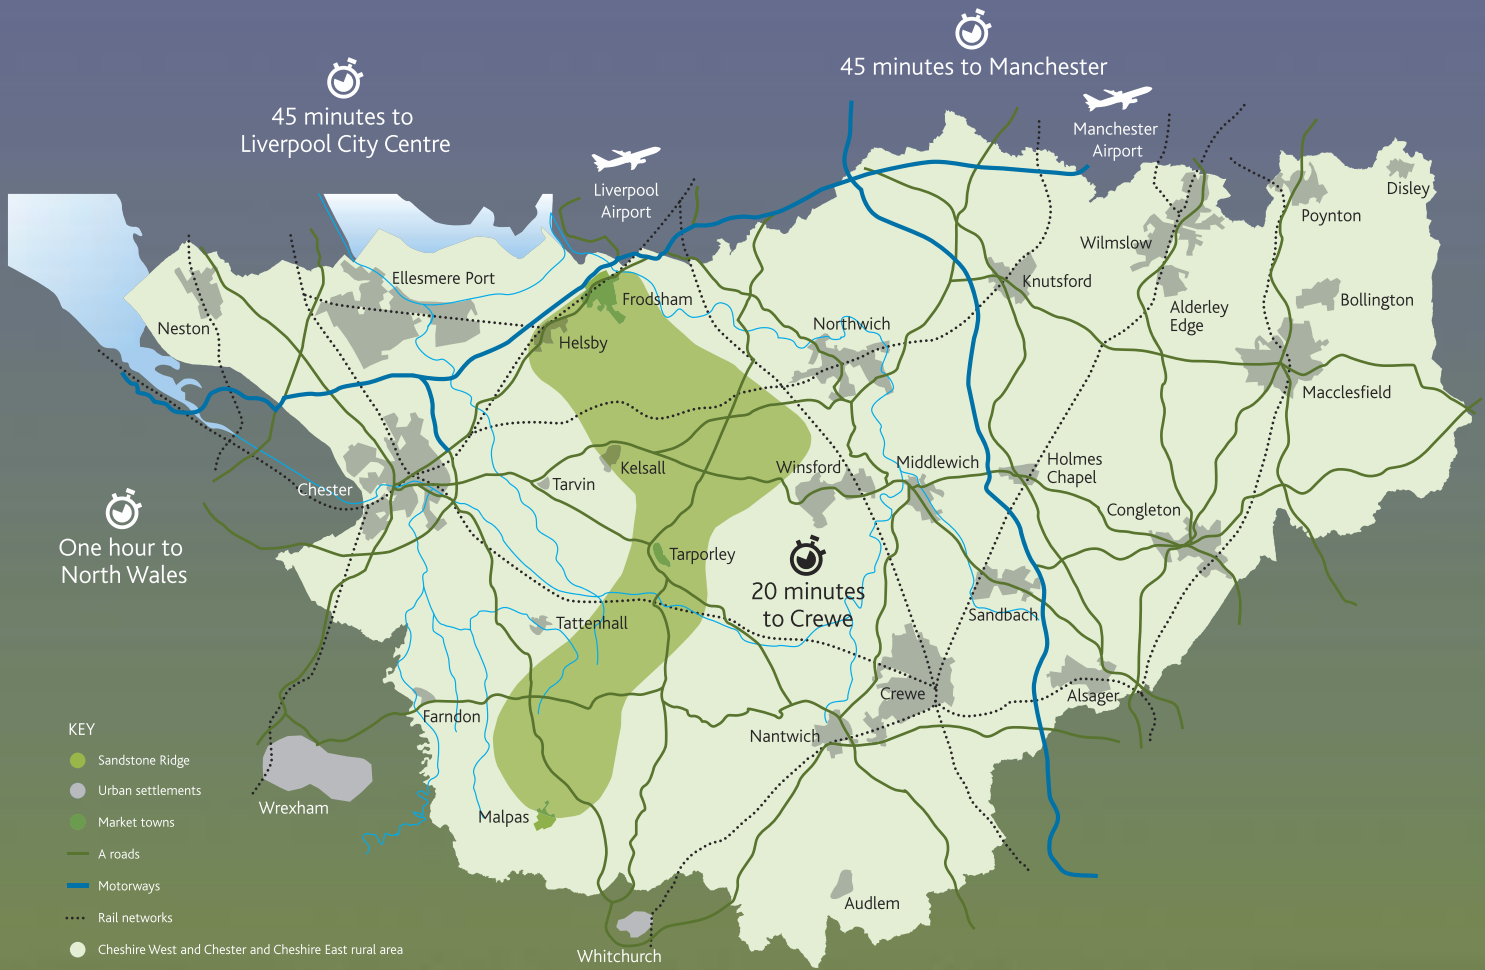 45 minutes to Manchester
45 minutes to
Liverpool City Centre
Manchester
Airport
Liverpool
Airport
Disley
Poynton
Wilmslow
Ellesmere Port
Knutsford
Frodsham
Bollington
Alderley
Edge
Neston
Northwich
Helsby
Macclesfield
Kelsall
Winsford
Middlewich
Holmes
Chapel
Tarvin
Chester
Congleton
One hour to
North Wales
Tarporley
20 minutes
to Crewe
Sandbach
Tattenhall
Crewe
Alsager
Farndon
Nantwich
Wrexham
Malpas
Audlem
Whitchurch
KEY
Sandstone Ridge
Urban settlements
Market towns
A roads
Motorways
Rail networks
Cheshire West and Chester and Cheshire East rural area